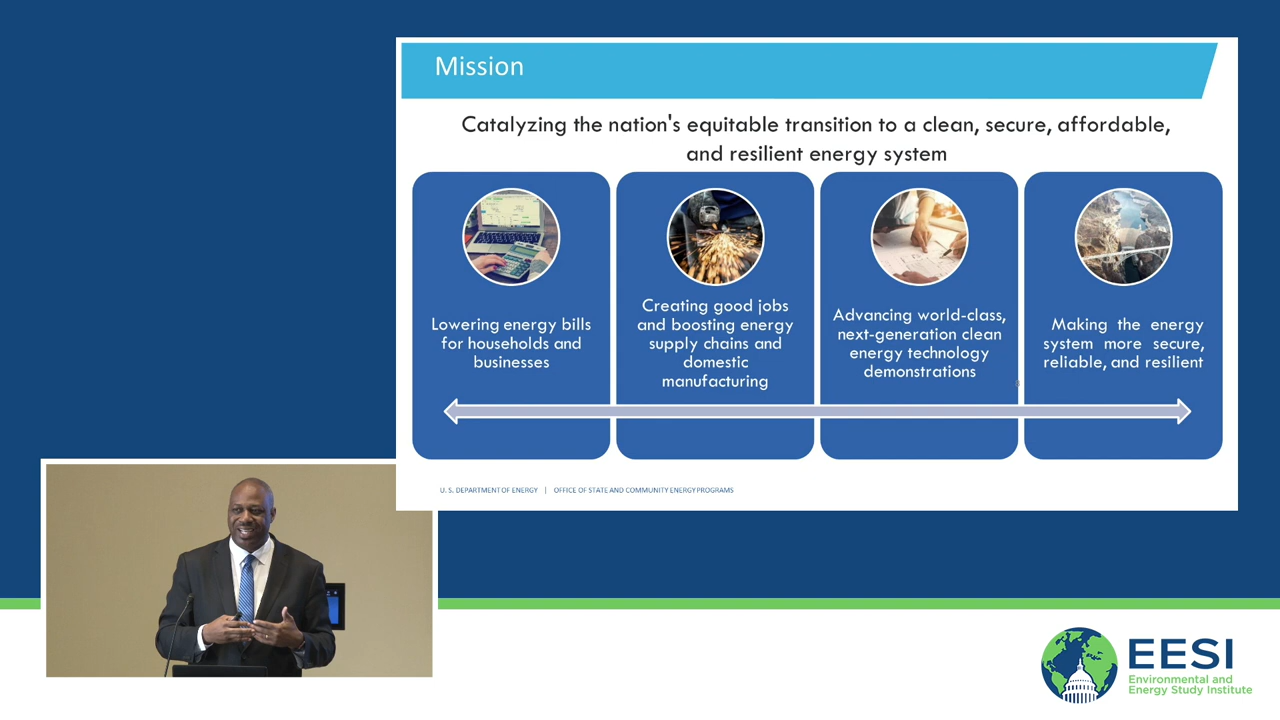 Mission
Catalyzing the nation's equitable transition to a clean, secure, affordable,
and resilient energy system
Lowering energy bills
for households and
businesses
Creating good jobs
and boosting energy
supply chains and
domestic
manufacturing
Advancing world-class,
next-generation clean
energy technology
demonstrations
Making the energy
system more secure,
reliable, and resilient
U. S. DEPARTMENT OF ENERGY | OFFICE OF STATE AND COMMUNITY ENERGY PROGRAMS
EESI
Environmental and
Energy Study Institute